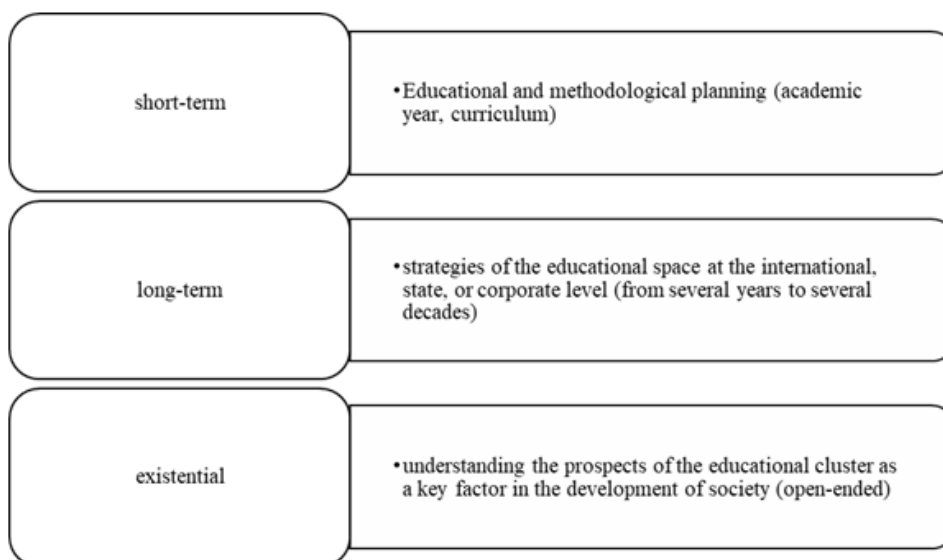 short-term
•Educational and methodological planning (academic
year, curriculum)
long-term
•strategies of the educational space at the international,
state, or corporate level (from several years to several
decades)
existential
•understanding the prospects of the educational cluster as
a key factor in the development of society (open-ended)